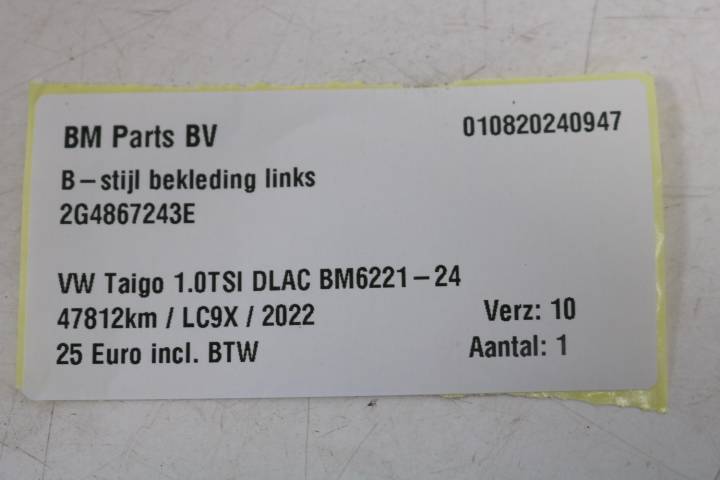 BM Parts BV 010820240947
B-stijl bekleding links
2G4867243E
VW Taigo 1.0TSI DLAC BM6221-24
47812km / LC9X / 2022 Verz: 10
25 Euro incl. BTW Aantal: 1